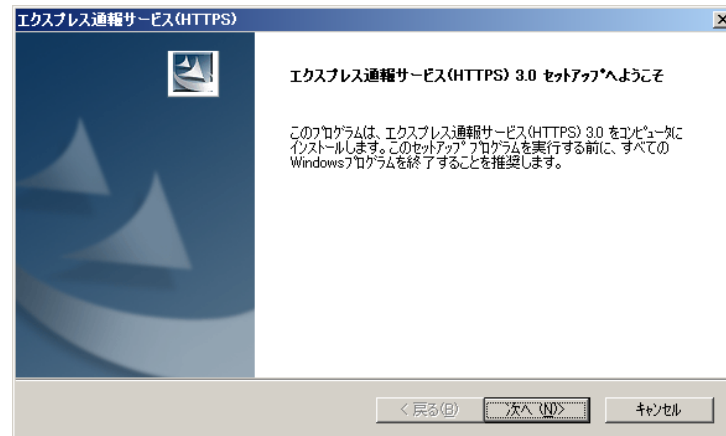 エクスプレス通報サービス(HTTPS)
エクスプレス通報サービス(HTTPS) 3.0 ｾｯﾄｱｯﾌﾟへようこそ
このﾌﾟﾛｸﾞﾗﾑは、エクスプレス通報サービス(HTTPS) 3.0 をｺﾝﾋﾟｭｰﾀに
ｲﾝｽﾄｰﾙします。このｾｯﾄｱｯﾌﾟ ﾌﾟﾛｸﾞﾗﾑを実行する前に、すべての
Windowsﾌﾟﾛｸﾞﾗﾑを終了することを推奨します。
< 戻る(B) 次へ (N)> ｷｬﾝｾﾙ